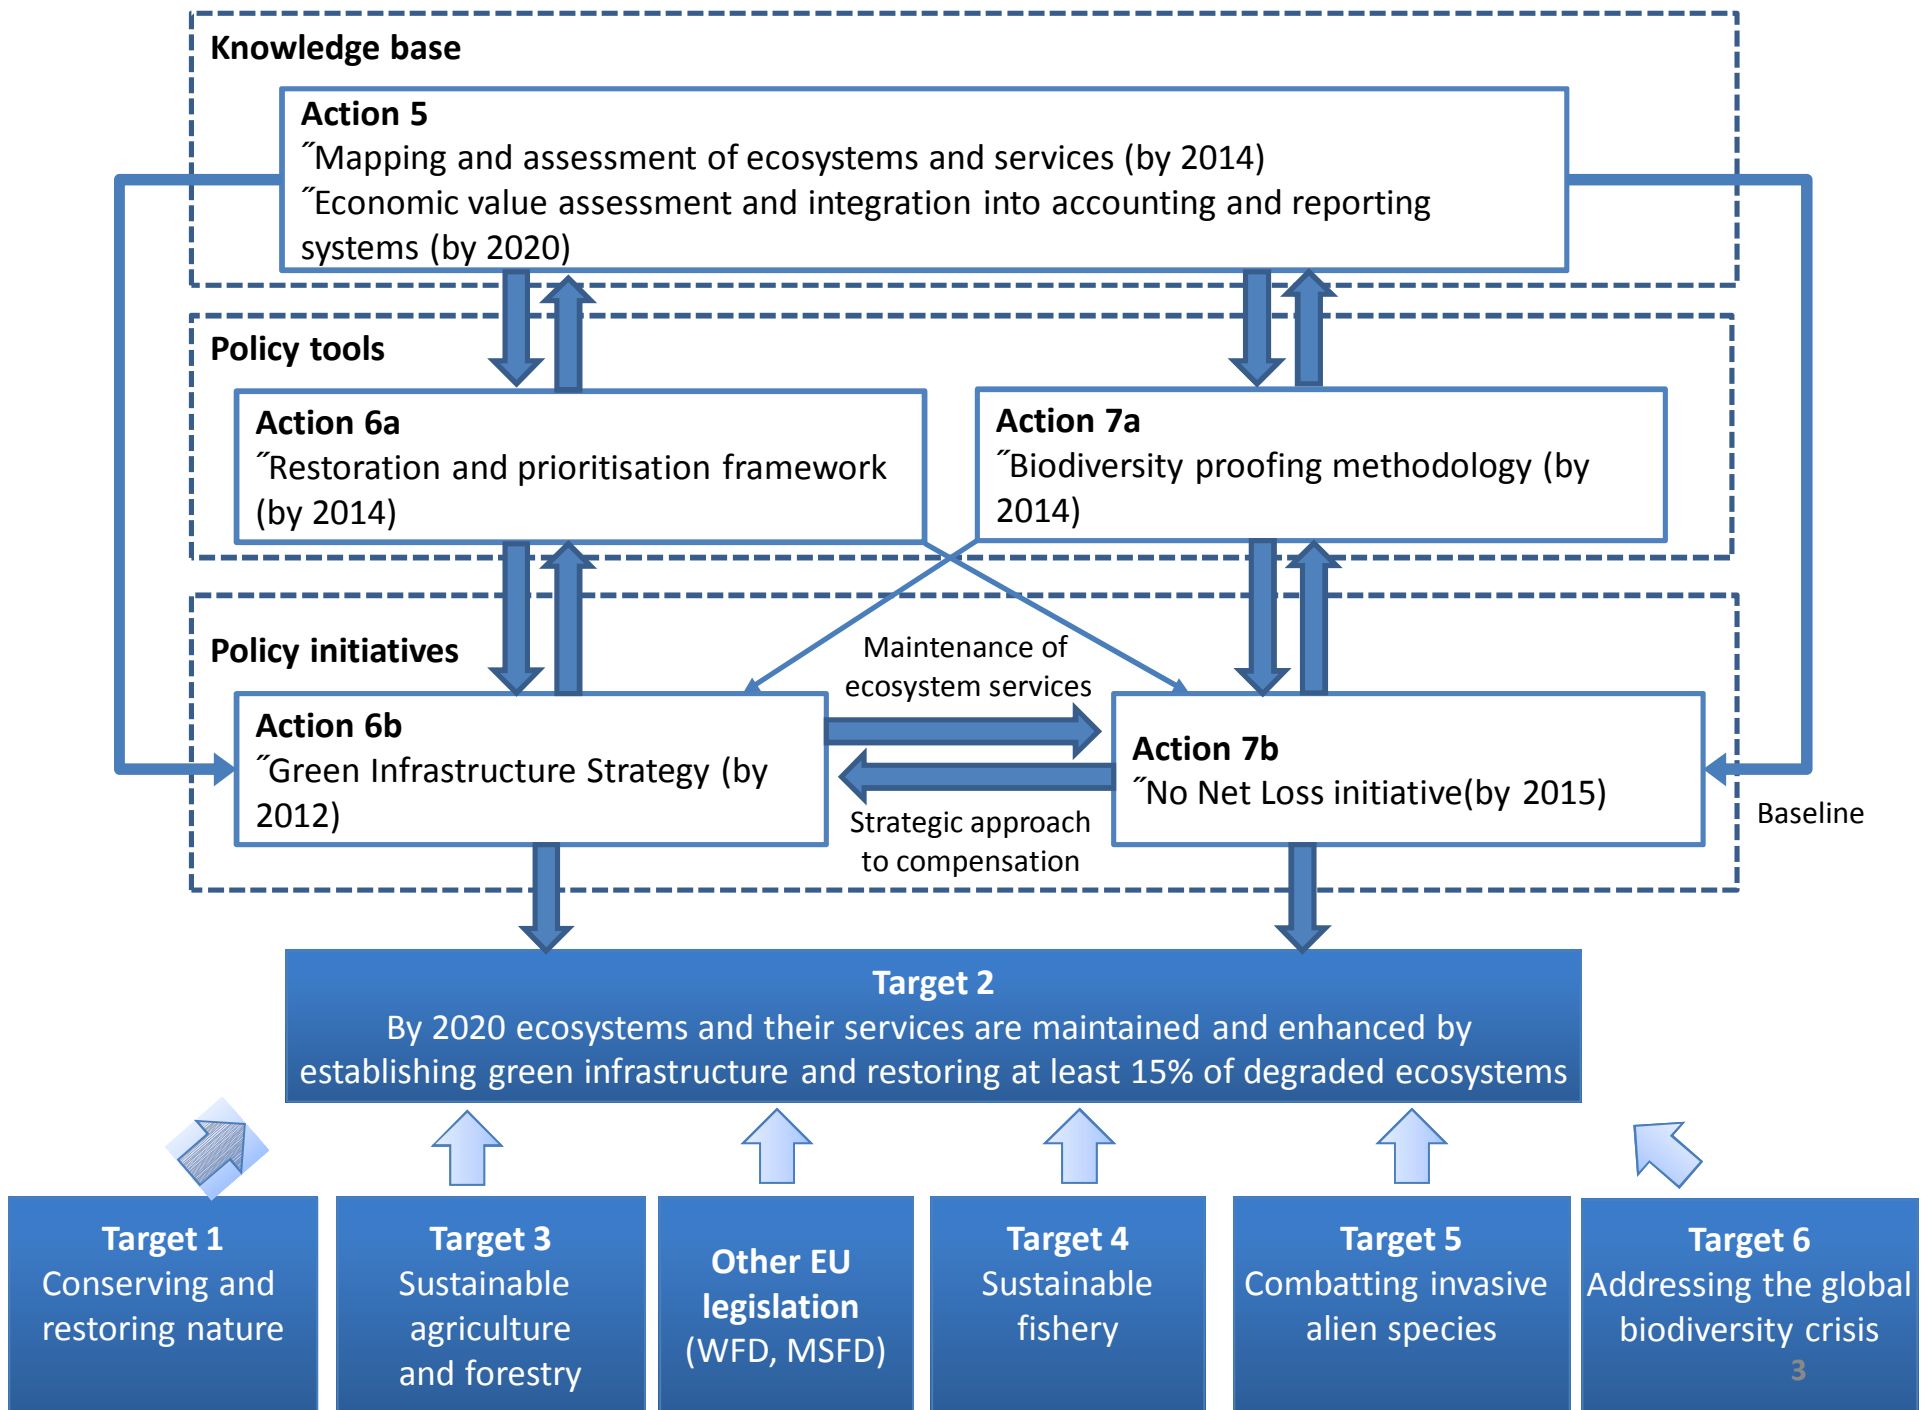 Knowledge base
Action 5
˝Mapping and assessment of ecosystems and services (by 2014)
˝Economic value assessment and integration into accounting and reporting
systems (by 2020)
Policy tools
Action 6a
˝Restoration and prioritisation framework
(by 2014)
Action 7a
˝Biodiversity proofing methodology (by
2014)
Policy initiatives
Maintenance of
ecosystem services
Action 6b
˝Green Infrastructure Strategy (by
2012)
Action 7b
˝No Net Loss initiative(by 2015)
Strategic approach
to compensation
Baseline
Target 2
By 2020 ecosystems and their services are maintained and enhanced by
establishing green infrastructure and restoring at least 15% of degraded ecosystems
Target 1
Conserving and
restoring nature
Target 3
Sustainable
agriculture
and forestry
Other EU
legislation
(WFD, MSFD)
Target 4
Sustainable
fishery
Target 5
Combatting invasive
alien species
Target 6
Addressing the global
biodiversity crisis
3